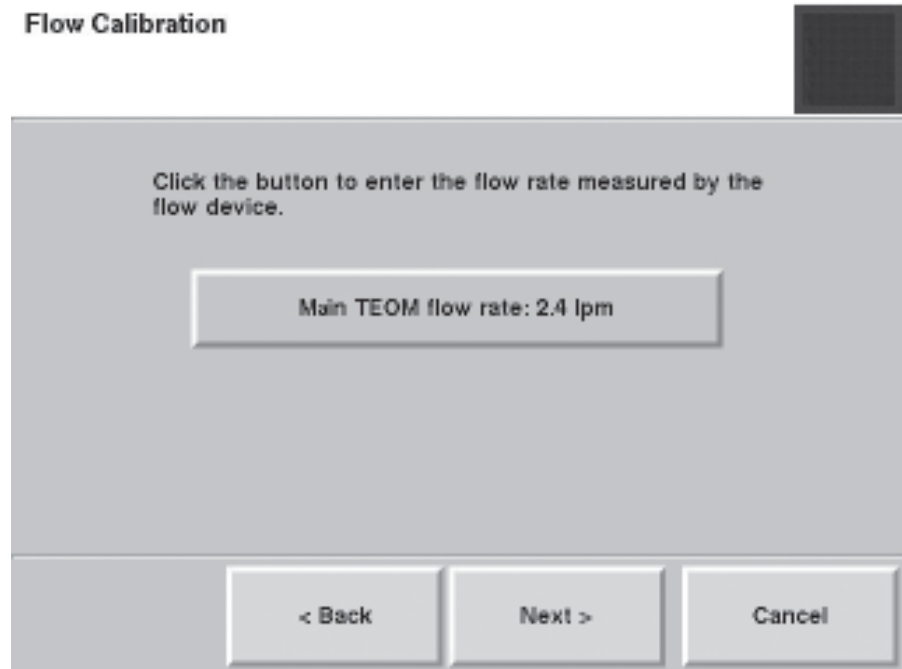 Flow Calibration
Click the button to enter the flow rate measured by the
flow device.
Main TEOM flow rate: 2.4 lpm
< Back
Next >
Cancel